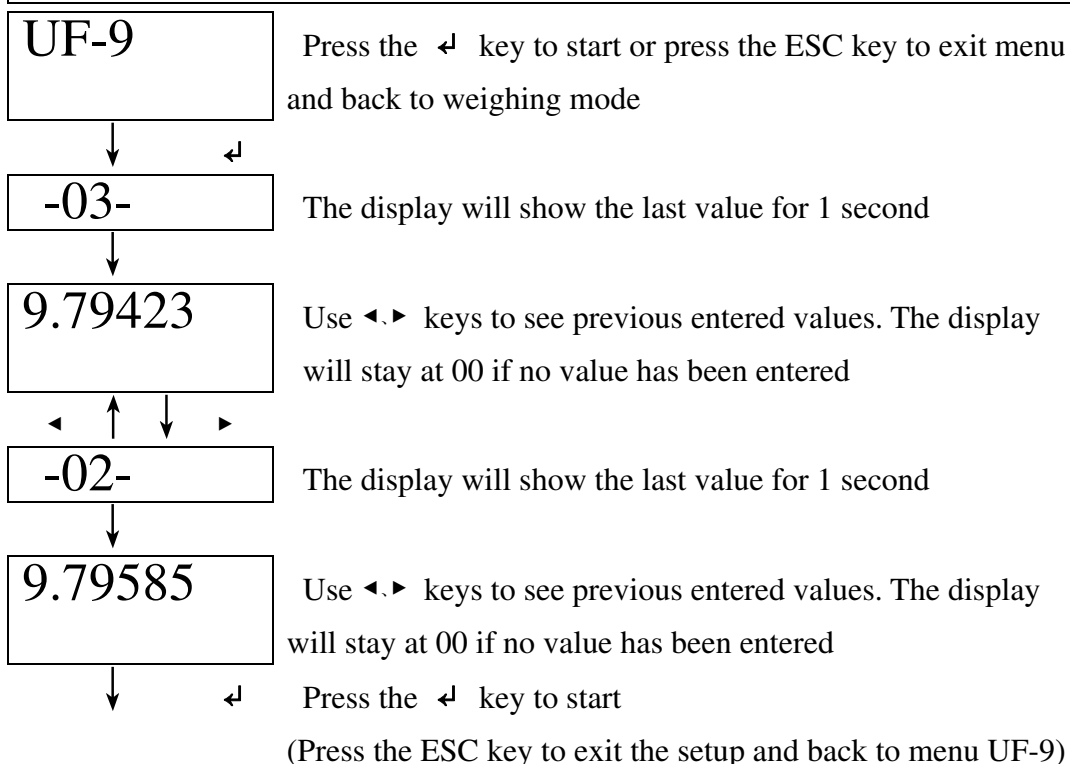 UF-9
Press the ↵ key to start or press the ESC key to exit menu
and back to weighing mode
↵
-03-
The display will show the last value for 1 second
9.79423
Use ◄、► keys to see previous entered values. The display
will stay at 00 if no value has been entered
◄ ►
-02-
The display will show the last value for 1 second
9.79585
Use ◄、► keys to see previous entered values. The display
will stay at 00 if no value has been entered
↵ Press the ↵ key to start
(Press the ESC key to exit the setup and back to menu UF-9)